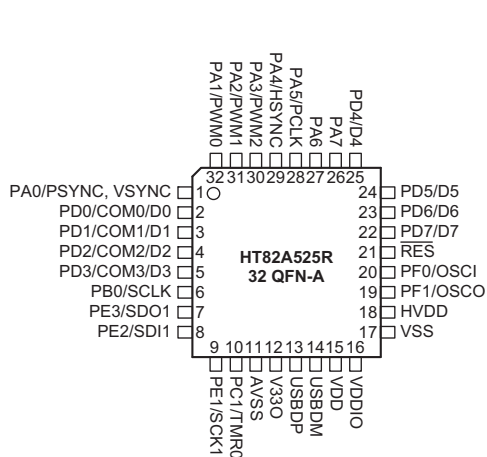 PA1/PWM0
PA2/PWM1
PA3/PWM2
PA4/HSYNC
PA5/PCLK
PA6
PA7
PD4/D4
32 31 30 29 28 27 26 25
PA0/PSYNC, VSYNC 1
PD0/COM0/D0 2
PD1/COM1/D1 3
PD2/COM2/D2 4
PD3/COM3/D3 5
PB0/SCLK 6
PE3/SDO1 7
PE2/SDI1 8
HT82A525R
32 QFN-A
24 PD5/D5
23 PD6/D6
22 PD7/D7
21 RES
20 PF0/OSCI
19 PF1/OSCO
18 HVDD
17 VSS
9 10 11 12 13 14 15 16
PE1/SCK1
PC1/TMR0
AVSS
V33O
USBDP
USBDM
VDD
VDDIO